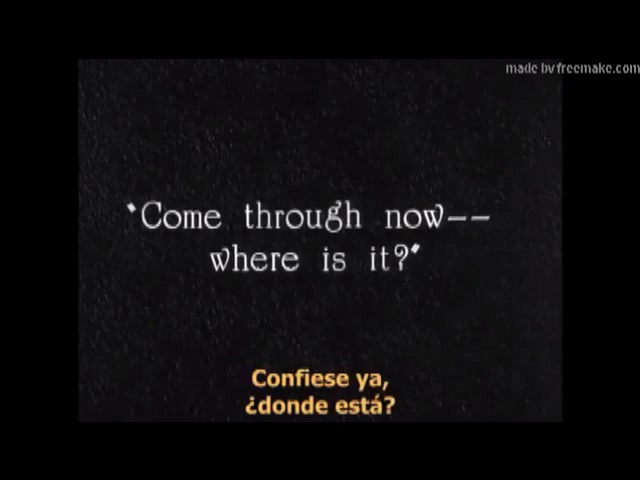 made by freemake.com
"Come through now--
where is it?"
Confiese ya,
¿donde está?